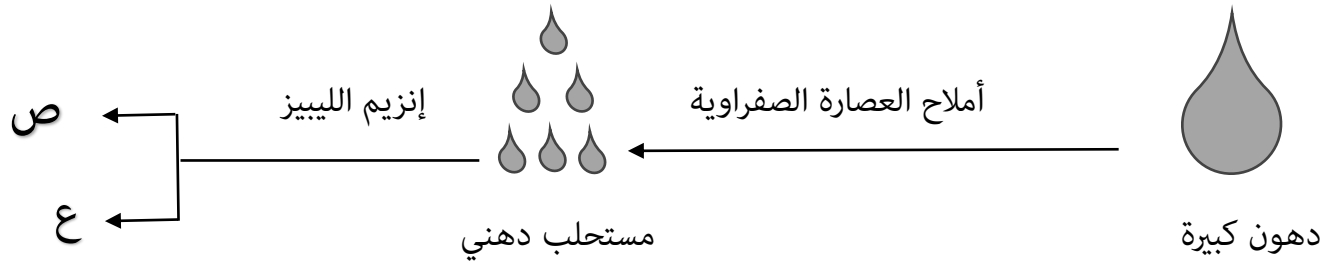 أملاح العصارة الصفراوية
إنزيم الليبيز
ص
ع
دهون كبيرة
مستحلب دهني